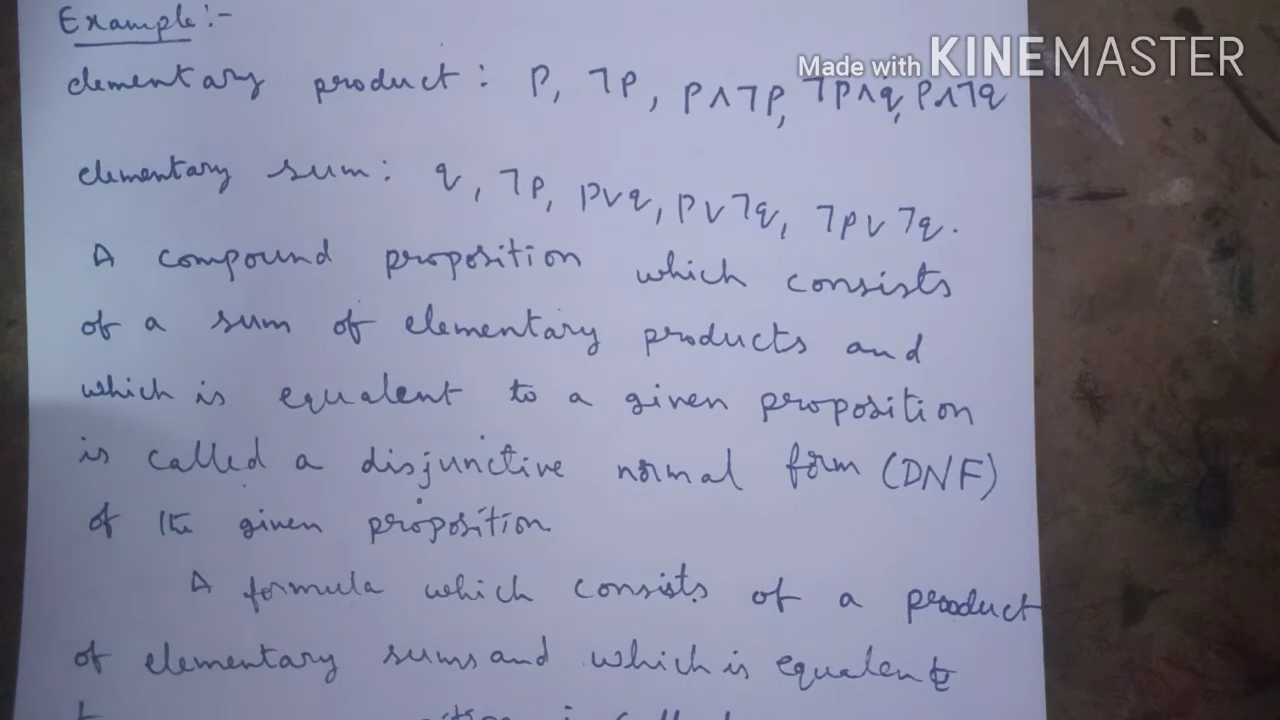 Example:-
Made with KINEMASTER
elementary product: P, ¬P, P∧¬P, ¬P∧q, P∧¬q
elementary sum: q, ¬P, P∨q, P∨¬q, ¬P∨¬q.
A compound proposition which consists
of a sum of elementary products and
which is equalent to a given proposition
is called a disjunctive normal form (DNF)
of the given proposition
A formula which consists of a product
of elementary sums and which is equalent